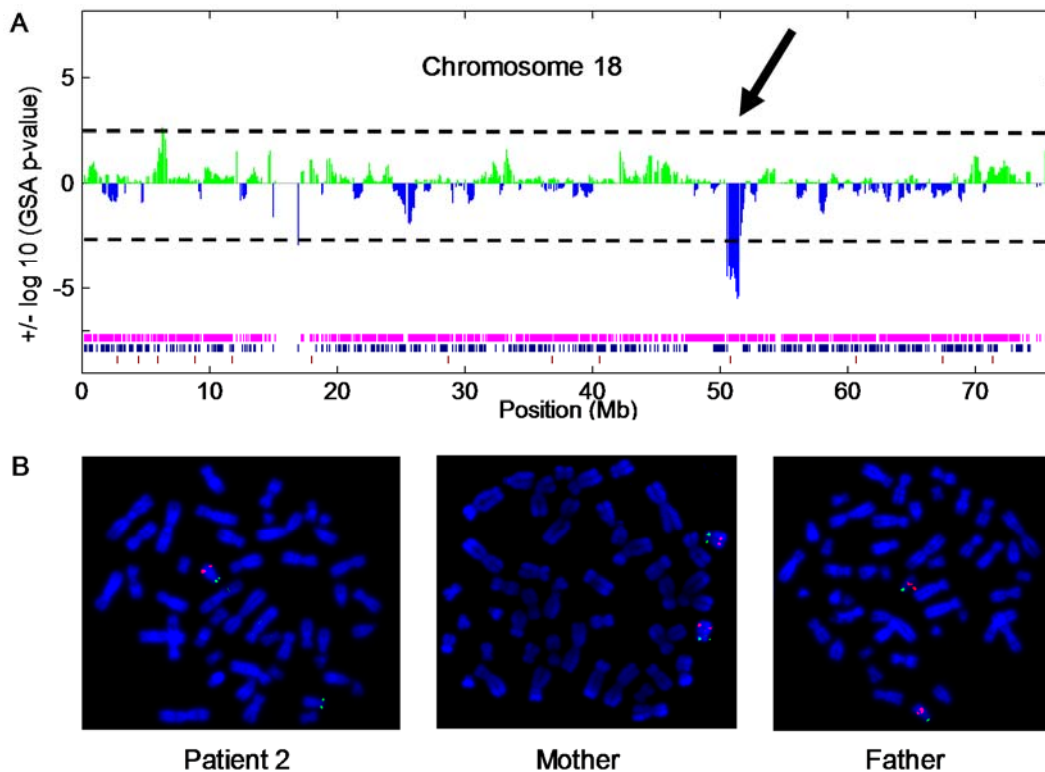 A
Chromosome 18
+/- log 10 (GSA p-value)
5
0
-5
0 10 20 30 40 50 60 70
Position (Mb)
B
Patient 2 Mother Father